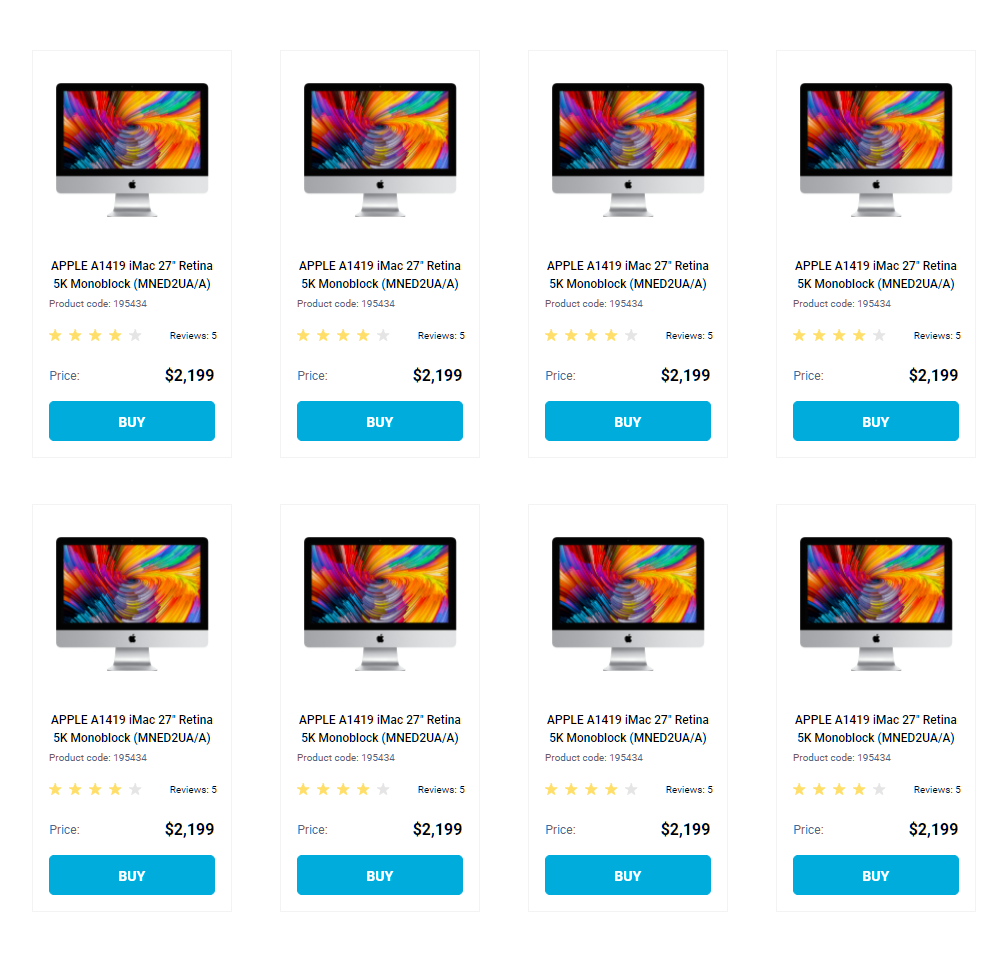 APPLE A1419 iMac 27" Retina
5K Monoblock (MNED2UA/A)
Product code: 195434
Reviews: 5
Price: $2,199
BUY
APPLE A1419 iMac 27" Retina
5K Monoblock (MNED2UA/A)
Product code: 195434
Reviews: 5
Price: $2,199
BUY
APPLE A1419 iMac 27" Retina
5K Monoblock (MNED2UA/A)
Product code: 195434
Reviews: 5
Price: $2,199
BUY
APPLE A1419 iMac 27" Retina
5K Monoblock (MNED2UA/A)
Product code: 195434
Reviews: 5
Price: $2,199
BUY
APPLE A1419 iMac 27" Retina
5K Monoblock (MNED2UA/A)
Product code: 195434
Reviews: 5
Price: $2,199
BUY
APPLE A1419 iMac 27" Retina
5K Monoblock (MNED2UA/A)
Product code: 195434
Reviews: 5
Price: $2,199
BUY
APPLE A1419 iMac 27" Retina
5K Monoblock (MNED2UA/A)
Product code: 195434
Reviews: 5
Price: $2,199
BUY
APPLE A1419 iMac 27" Retina
5K Monoblock (MNED2UA/A)
Product code: 195434
Reviews: 5
Price: $2,199
BUY